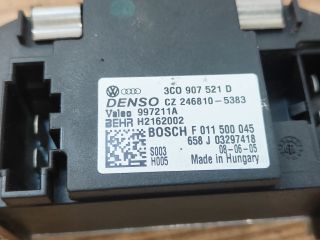 3C0 907 521 D
DENSO CZ 246810-5383
Valeo 997211A
BEHR H2162002
BOSCH F 011 500 045
658 J 03297418
S003 08-06-05
H005 Made in Hungary